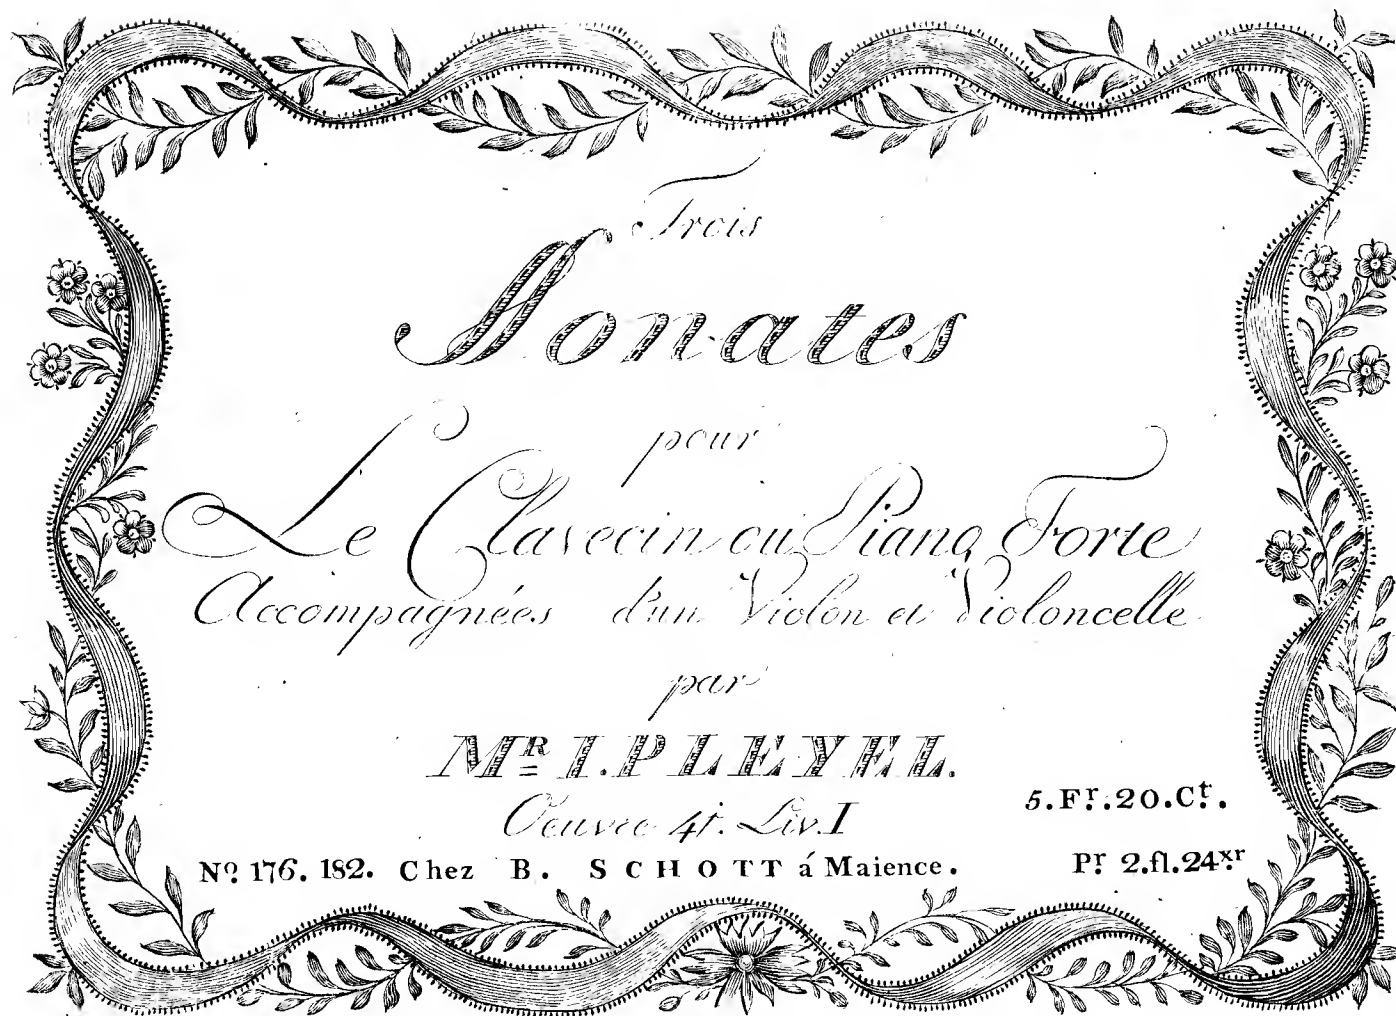 Trois
Sonates
pour
Le Clavecin ou Piano Forte
Accompagnées d'un Violon et Violoncelle
par
Mr I. PLEYEL.
Oeuvre 4t. Liv. I
5. Fr. 20. Ct.
No 176. 182. Chez B. SCHOTT á Maience.
Pr 2.fl.24xr